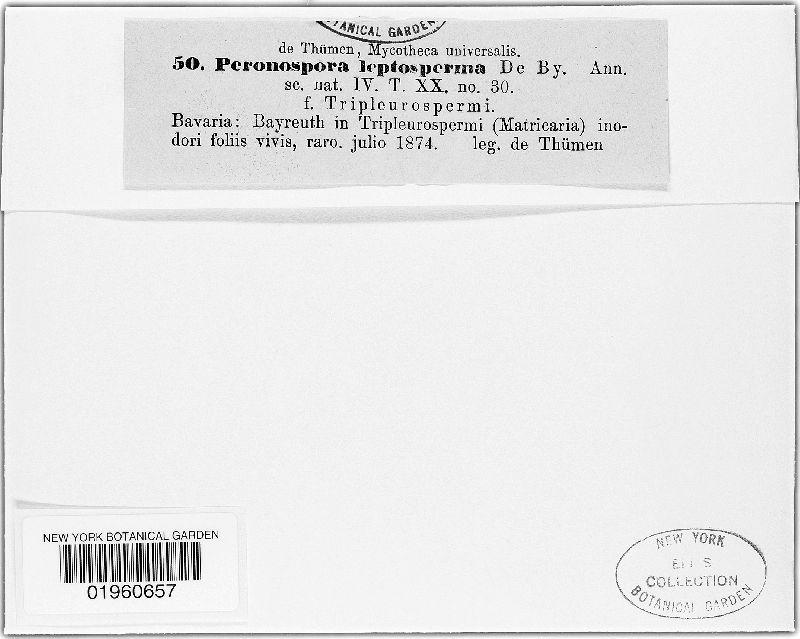 BOTANICAL GARDEN
de Thümen, Mycotheca universalis.
50. Peronospora leptosperma De By. Ann.
sc. nat. IV. T. XX. no. 30.
f. Tripleurospermi.
Bavaria: Bayreuth in Tripleurospermi (Matricaria) ino-
dori foliis vivis, raro. julio 1874. leg. de Thümen
NEW YORK BOTANICAL GARDEN
01960657
NEW YORK
COLLECTION
BOTANICAL GARDEN